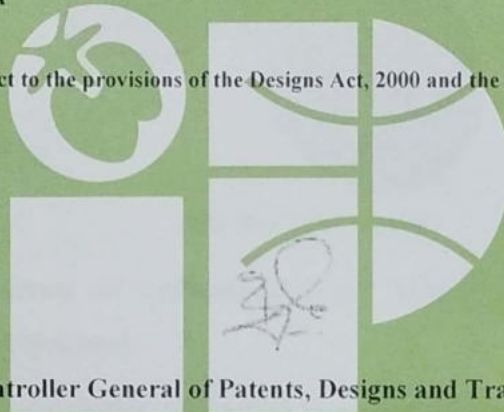 ct to the provisions of the Designs Act, 2000 and the
troller General of Patents, Designs and Tra